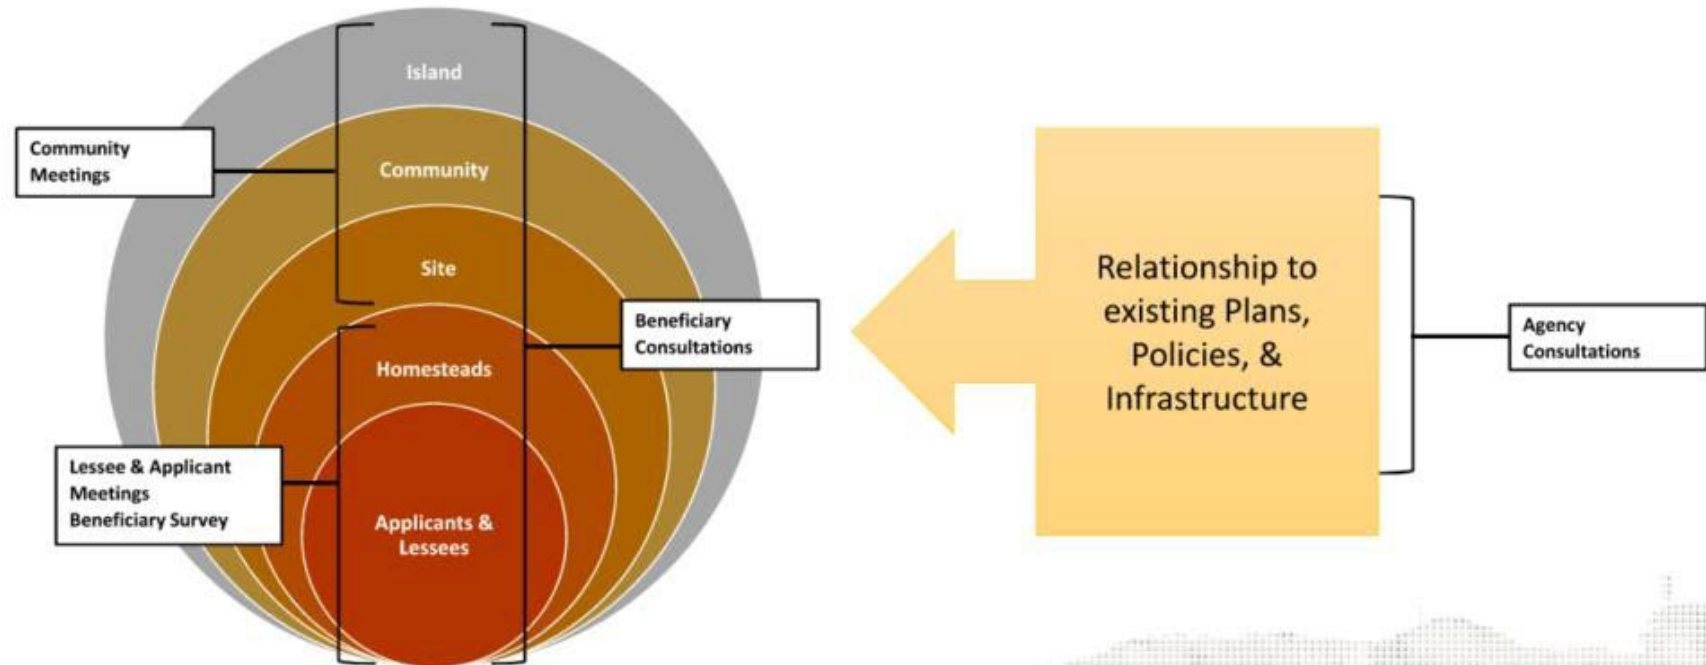 Island
Community
Meetings
Community
Site
Beneficiary
Consultations
Homesteads
Lessee & Applicant
Meetings
Beneficiary Survey
Applicants &
Lessees
Relationship to
existing Plans,
Policies, &
Infrastructure
Agency
Consultations